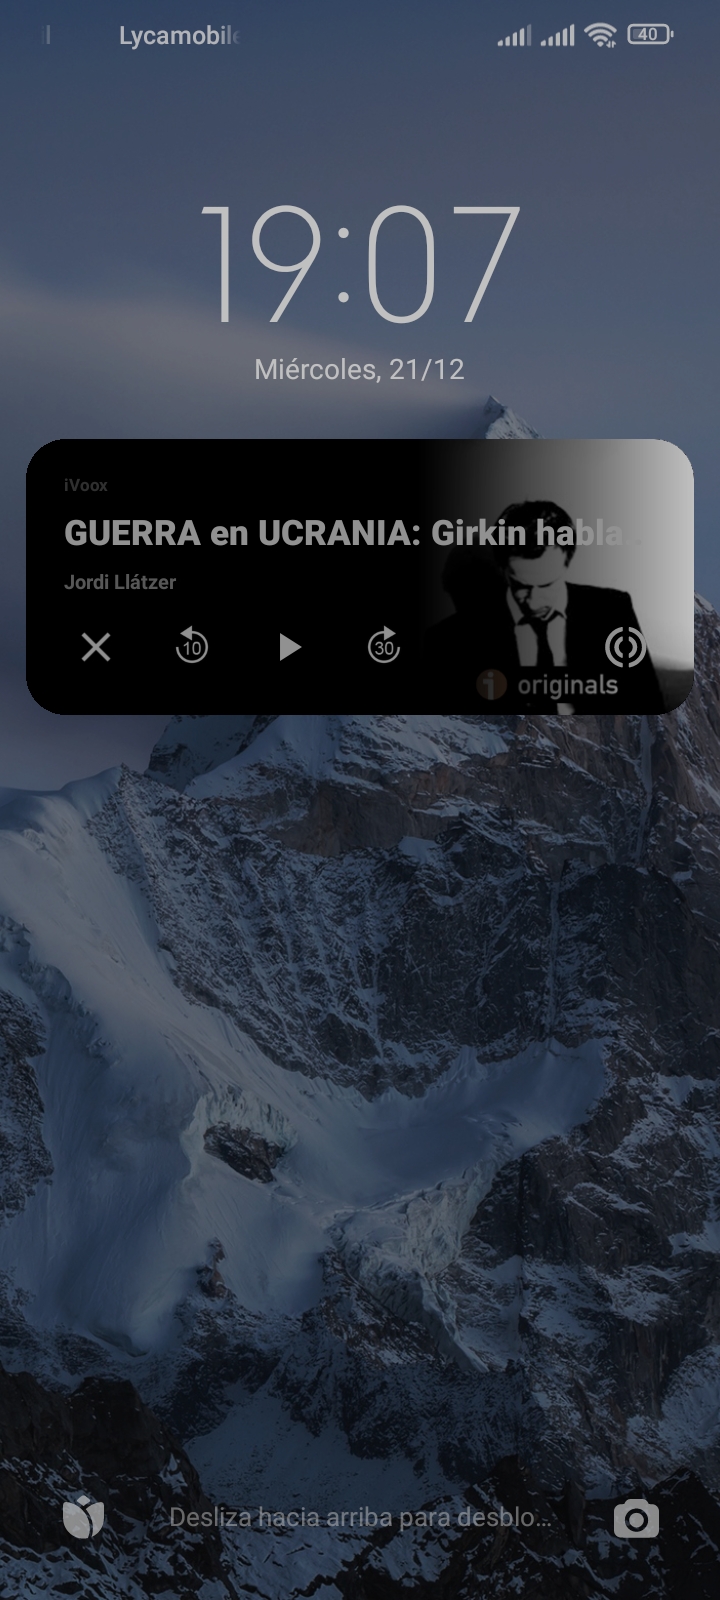 Lycamobile
40
19:07
Miércoles, 21/12
iVoox
GUERRA en UCRANIA: Girkin habla...
Jordi Llátzer
10
30
i originals
Desliza hacia arriba para desblo...